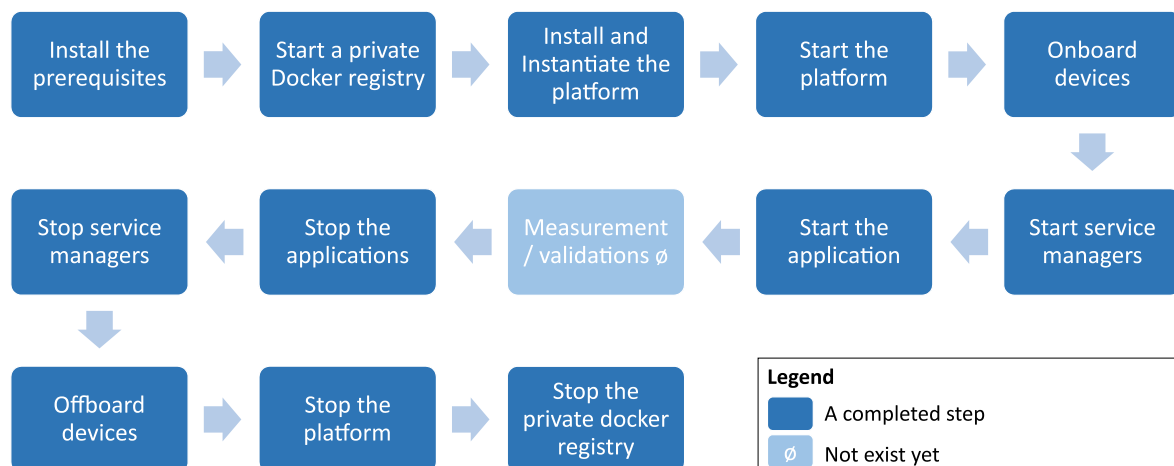 Install the
prerequisites
Start a private
Docker registry
Install and
Instantiate the
platform
Start the
platform
Onboard
devices
Start service
managers
Start the
application
Measurement
/ validations ø
Stop the
applications
Stop service
managers
Offboard
devices
Stop the
platform
Stop the
private docker
registry
Legend
A completed step
ø Not exist yet